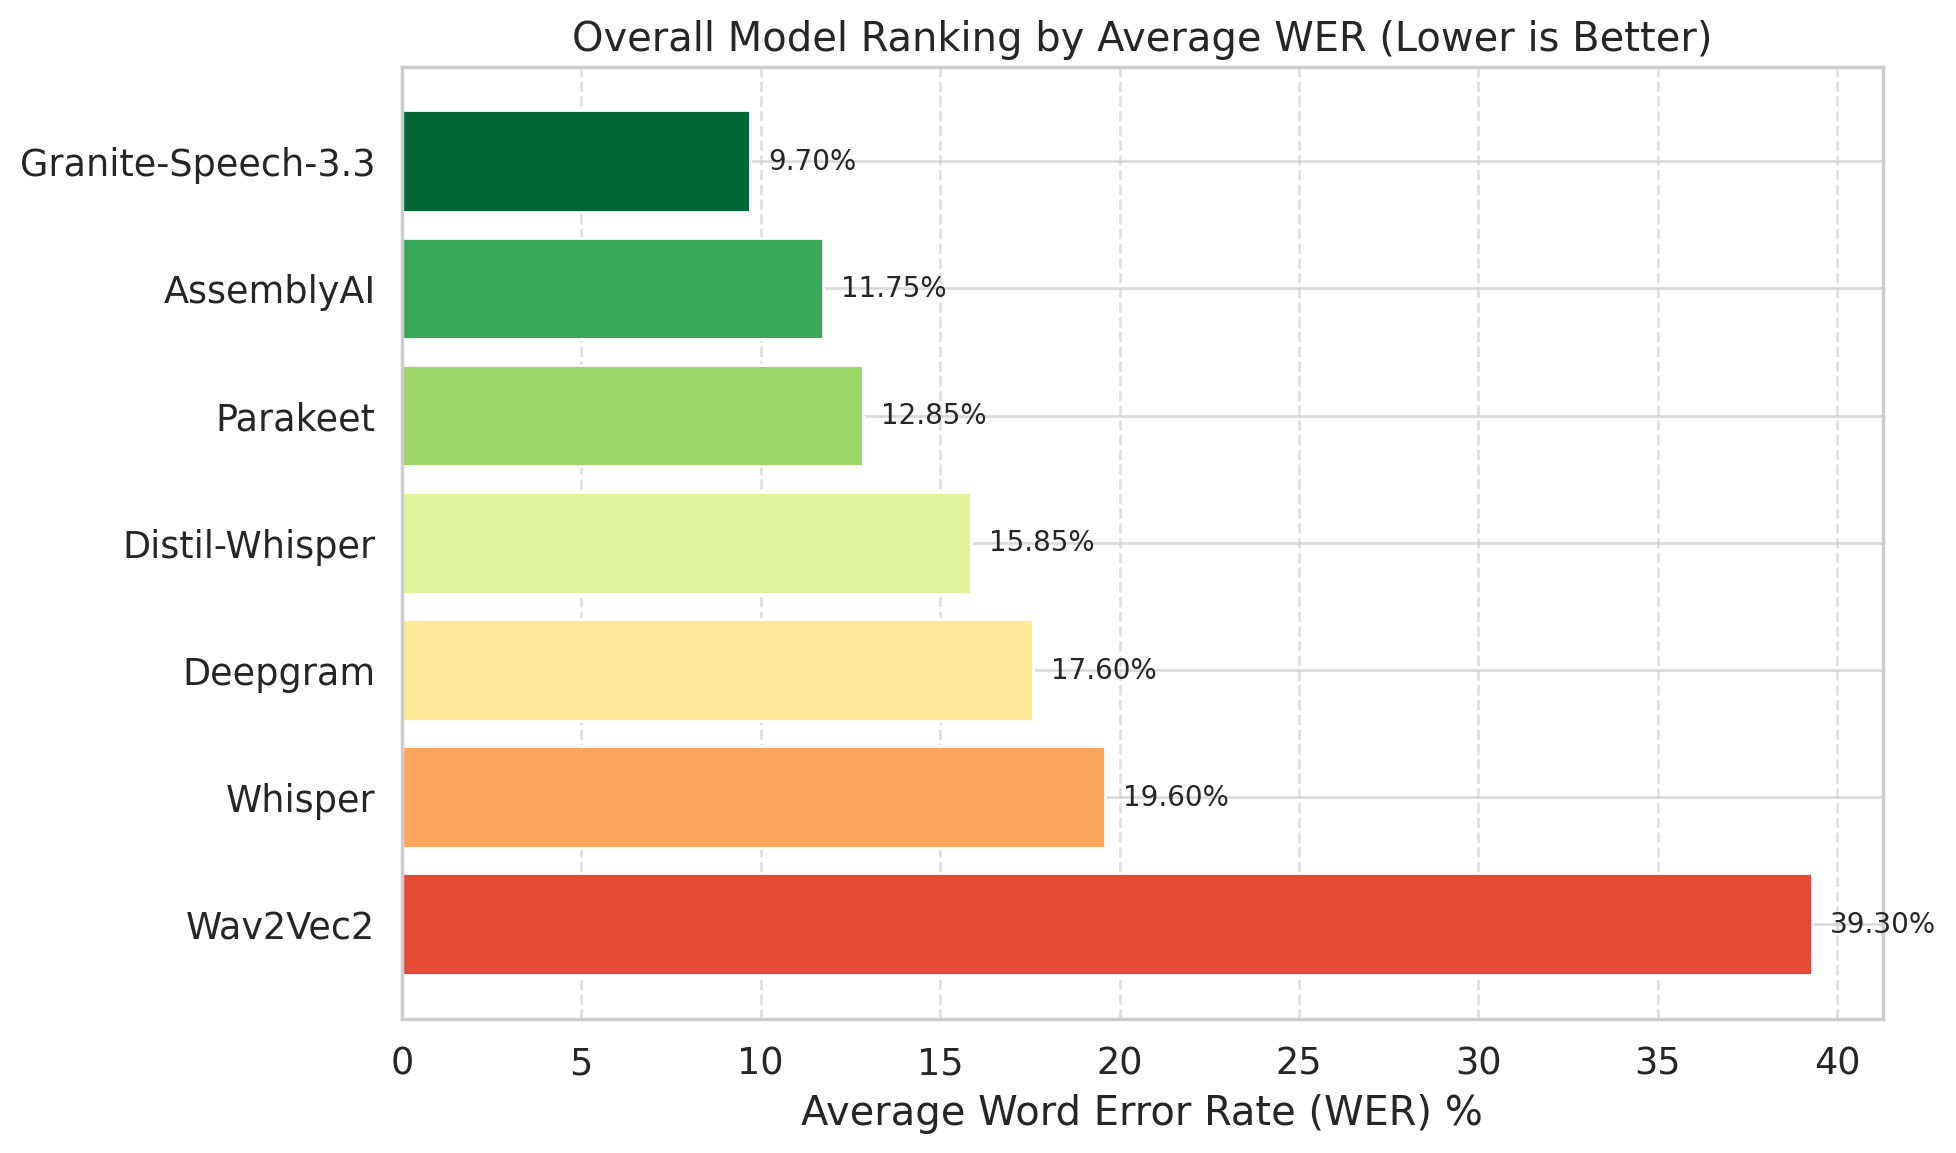 Overall Model Ranking by Average WER (Lower is Better)
Granite-Speech-3.3 9.70%
AssemblyAI 11.75%
Parakeet 12.85%
Distil-Whisper 15.85%
Deepgram 17.60%
Whisper 19.60%
Wav2Vec2 39.30%
0 5 10 15 20 25 30 35 40
Average Word Error Rate (WER) %